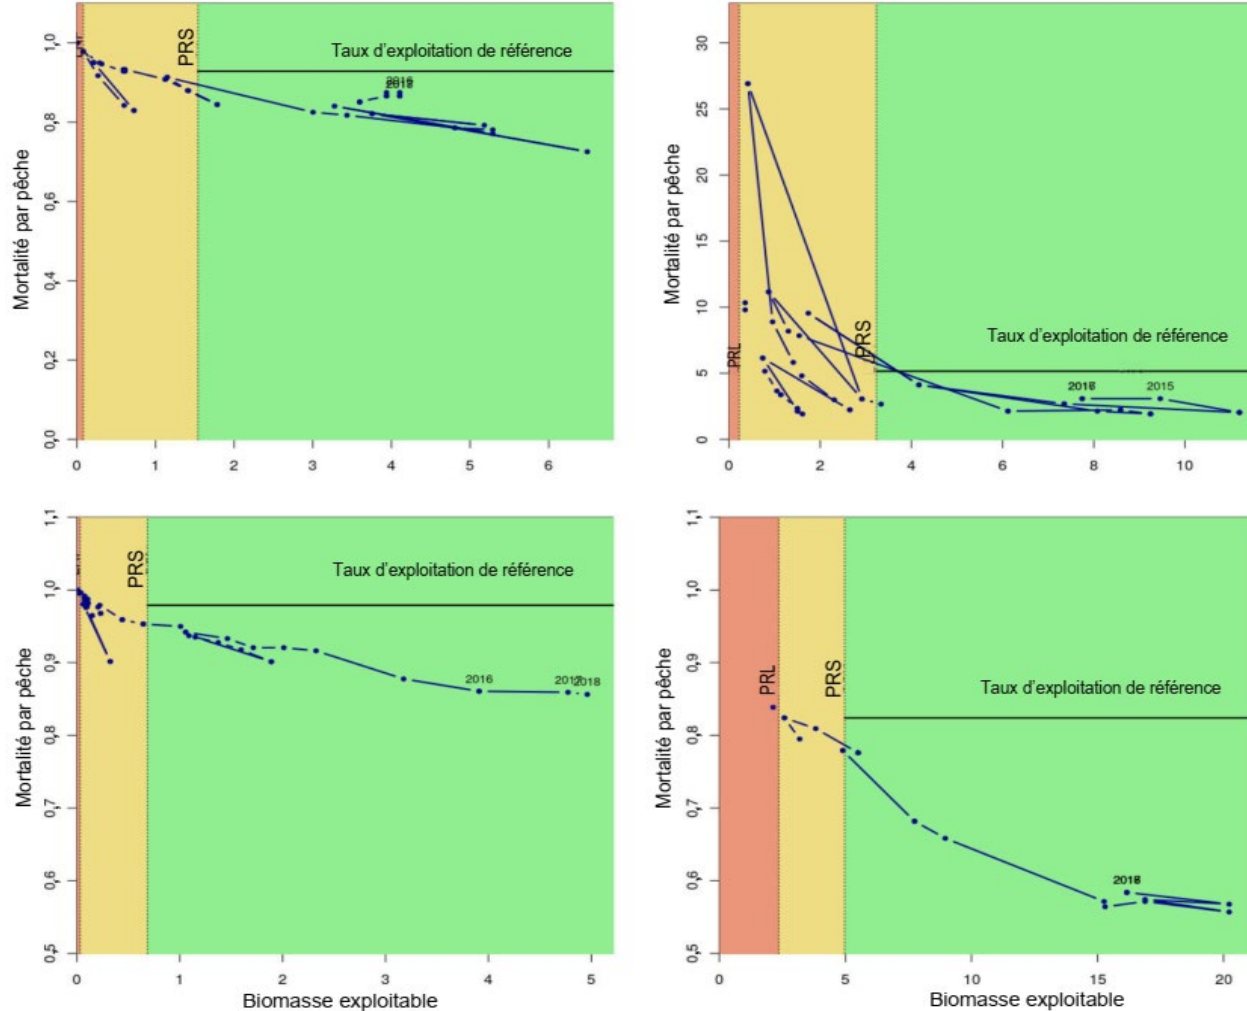 1,0
0,8
0,6
0,4
0,2
0,0
Mortalité par pêche
PRS
Taux d'exploitation de référence
2016
0 1 2 3 4 5 6
30
25
20
15
10
5
0
Mortalité par pêche
PRL
PRS
Taux d'exploitation de référence
2015
0 2 4 6 8 10
1,1
1,0
0,9
0,8
0,7
0,6
0,5
Mortalité par pêche
PRS
Taux d'exploitation de référence
2016
2018
0 1 2 3 4 5
Biomasse exploitable
1,1
1,0
0,9
0,8
0,7
0,6
0,5
Mortalité par pêche
PRL
PRS
Taux d'exploitation de référence
0 5 10 15 20
Biomasse exploitable